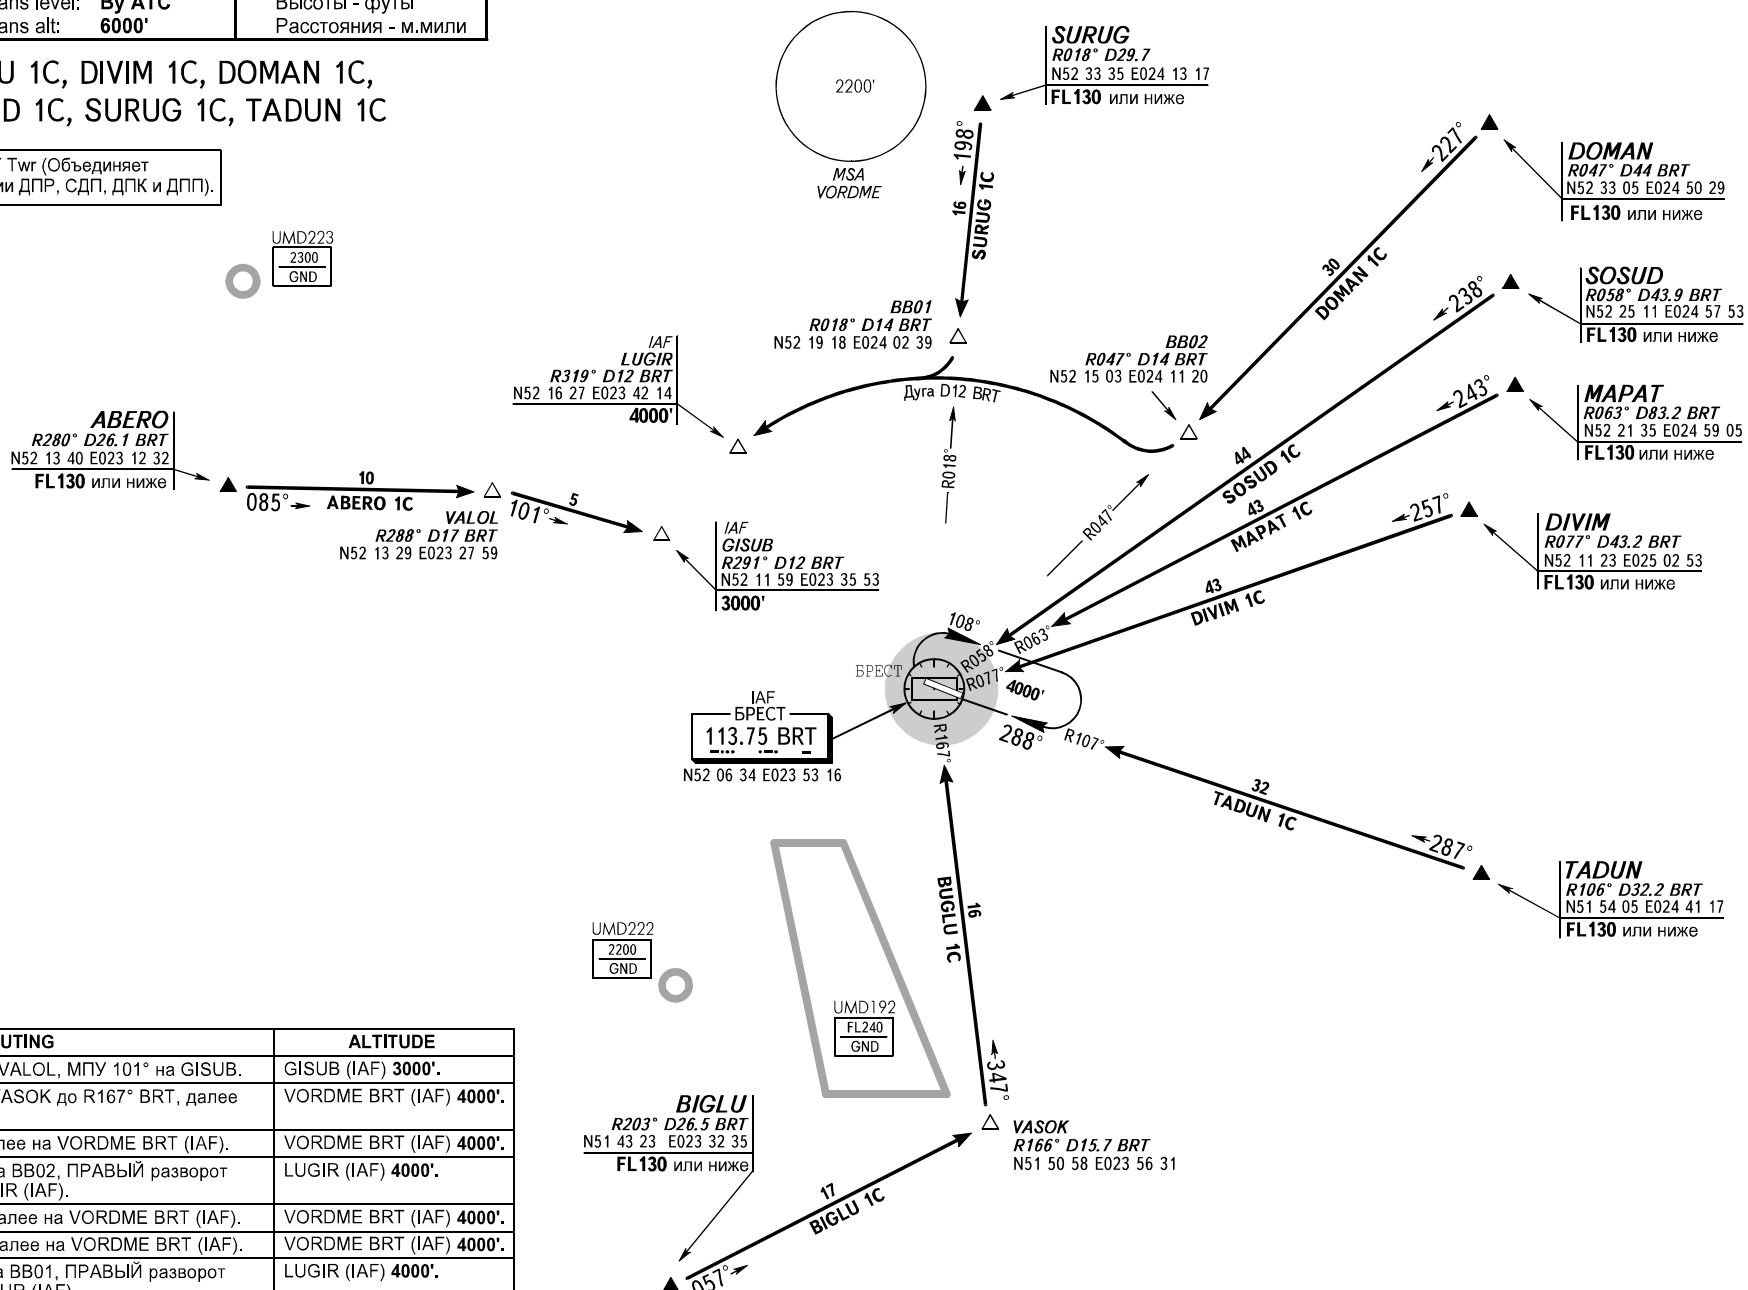 ans level: By ATC
ans alt: 6000'
Высоты - футы
Расстояния - м.мили
U 1C, DIVIM 1C, DOMAN 1C,
D 1C, SURUG 1C, TADUN 1C
Twr (Объединяет
ии ДПР, СДП, ДПК и ДПП).
UMD223
2300
GND
2200'
MSA
VORDME
SURUG
R018° D29.7
N52 33 35 E024 13 17
FL130 или ниже
198°
16
SURUG 1C
DOMAN
R047° D44 BRT
N52 33 05 E024 50 29
FL130 или ниже
227°
30
DOMAN 1C
SOSUD
R058° D43.9 BRT
N52 25 11 E024 57 53
FL130 или ниже
238°
44
SOSUD 1C
MAPAT
R063° D83.2 BRT
N52 21 35 E024 59 05
FL130 или ниже
243°
43
MAPAT 1C
DIVIM
R077° D43.2 BRT
N52 11 23 E025 02 53
FL130 или ниже
257°
43
DIVIM 1C
BB01
R018° D14 BRT
N52 19 18 E024 02 39
BB02
R047° D14 BRT
N52 15 03 E024 11 20
IAF
LUGIR
R319° D12 BRT
N52 16 27 E023 42 14
4000'
Дуга D12 BRT
R018°
R047°
ABERO
R280° D26.1 BRT
N52 13 40 E023 12 32
FL130 или ниже
085°
10
ABERO 1C
VALOL
R288° D17 BRT
N52 13 29 E023 27 59
101°
5
IAF
GISUB
R291° D12 BRT
N52 11 59 E023 35 53
3000'
108°
R058°
R063°
R077°
4000'
БРЕСТ
288°
R107°
R167°
IAF
БРЕСТ
113.75 BRT
N52 06 34 E023 53 16
32
TADUN 1C
287°
TADUN
R106° D32.2 BRT
N51 54 05 E024 41 17
FL130 или ниже
16
BUGLU 1C
347°
UMD222
2200
GND
UMD192
FL240
GND
VASOK
R166° D15.7 BRT
N51 50 58 E023 56 31
BIGLU
R203° D26.5 BRT
N51 43 23 E023 32 35
FL130 или ниже
17
BIGLU 1C
057°
UTING ALTITUDE
VALOL, МПУ 101° на GISUB. GISUB (IAF) 3000'.
VASOK до R167° BRT, далее VORDME BRT (IAF) 4000'.
лее на VORDME BRT (IAF). VORDME BRT (IAF) 4000'.
а BB02, ПРАВЫЙ разворот LUGIR (IAF) 4000'.
IR (IAF).
алее на VORDME BRT (IAF). VORDME BRT (IAF) 4000'.
алее на VORDME BRT (IAF). VORDME BRT (IAF) 4000'.
а BB01, ПРАВЫЙ разворот LUGIR (IAF) 4000'.